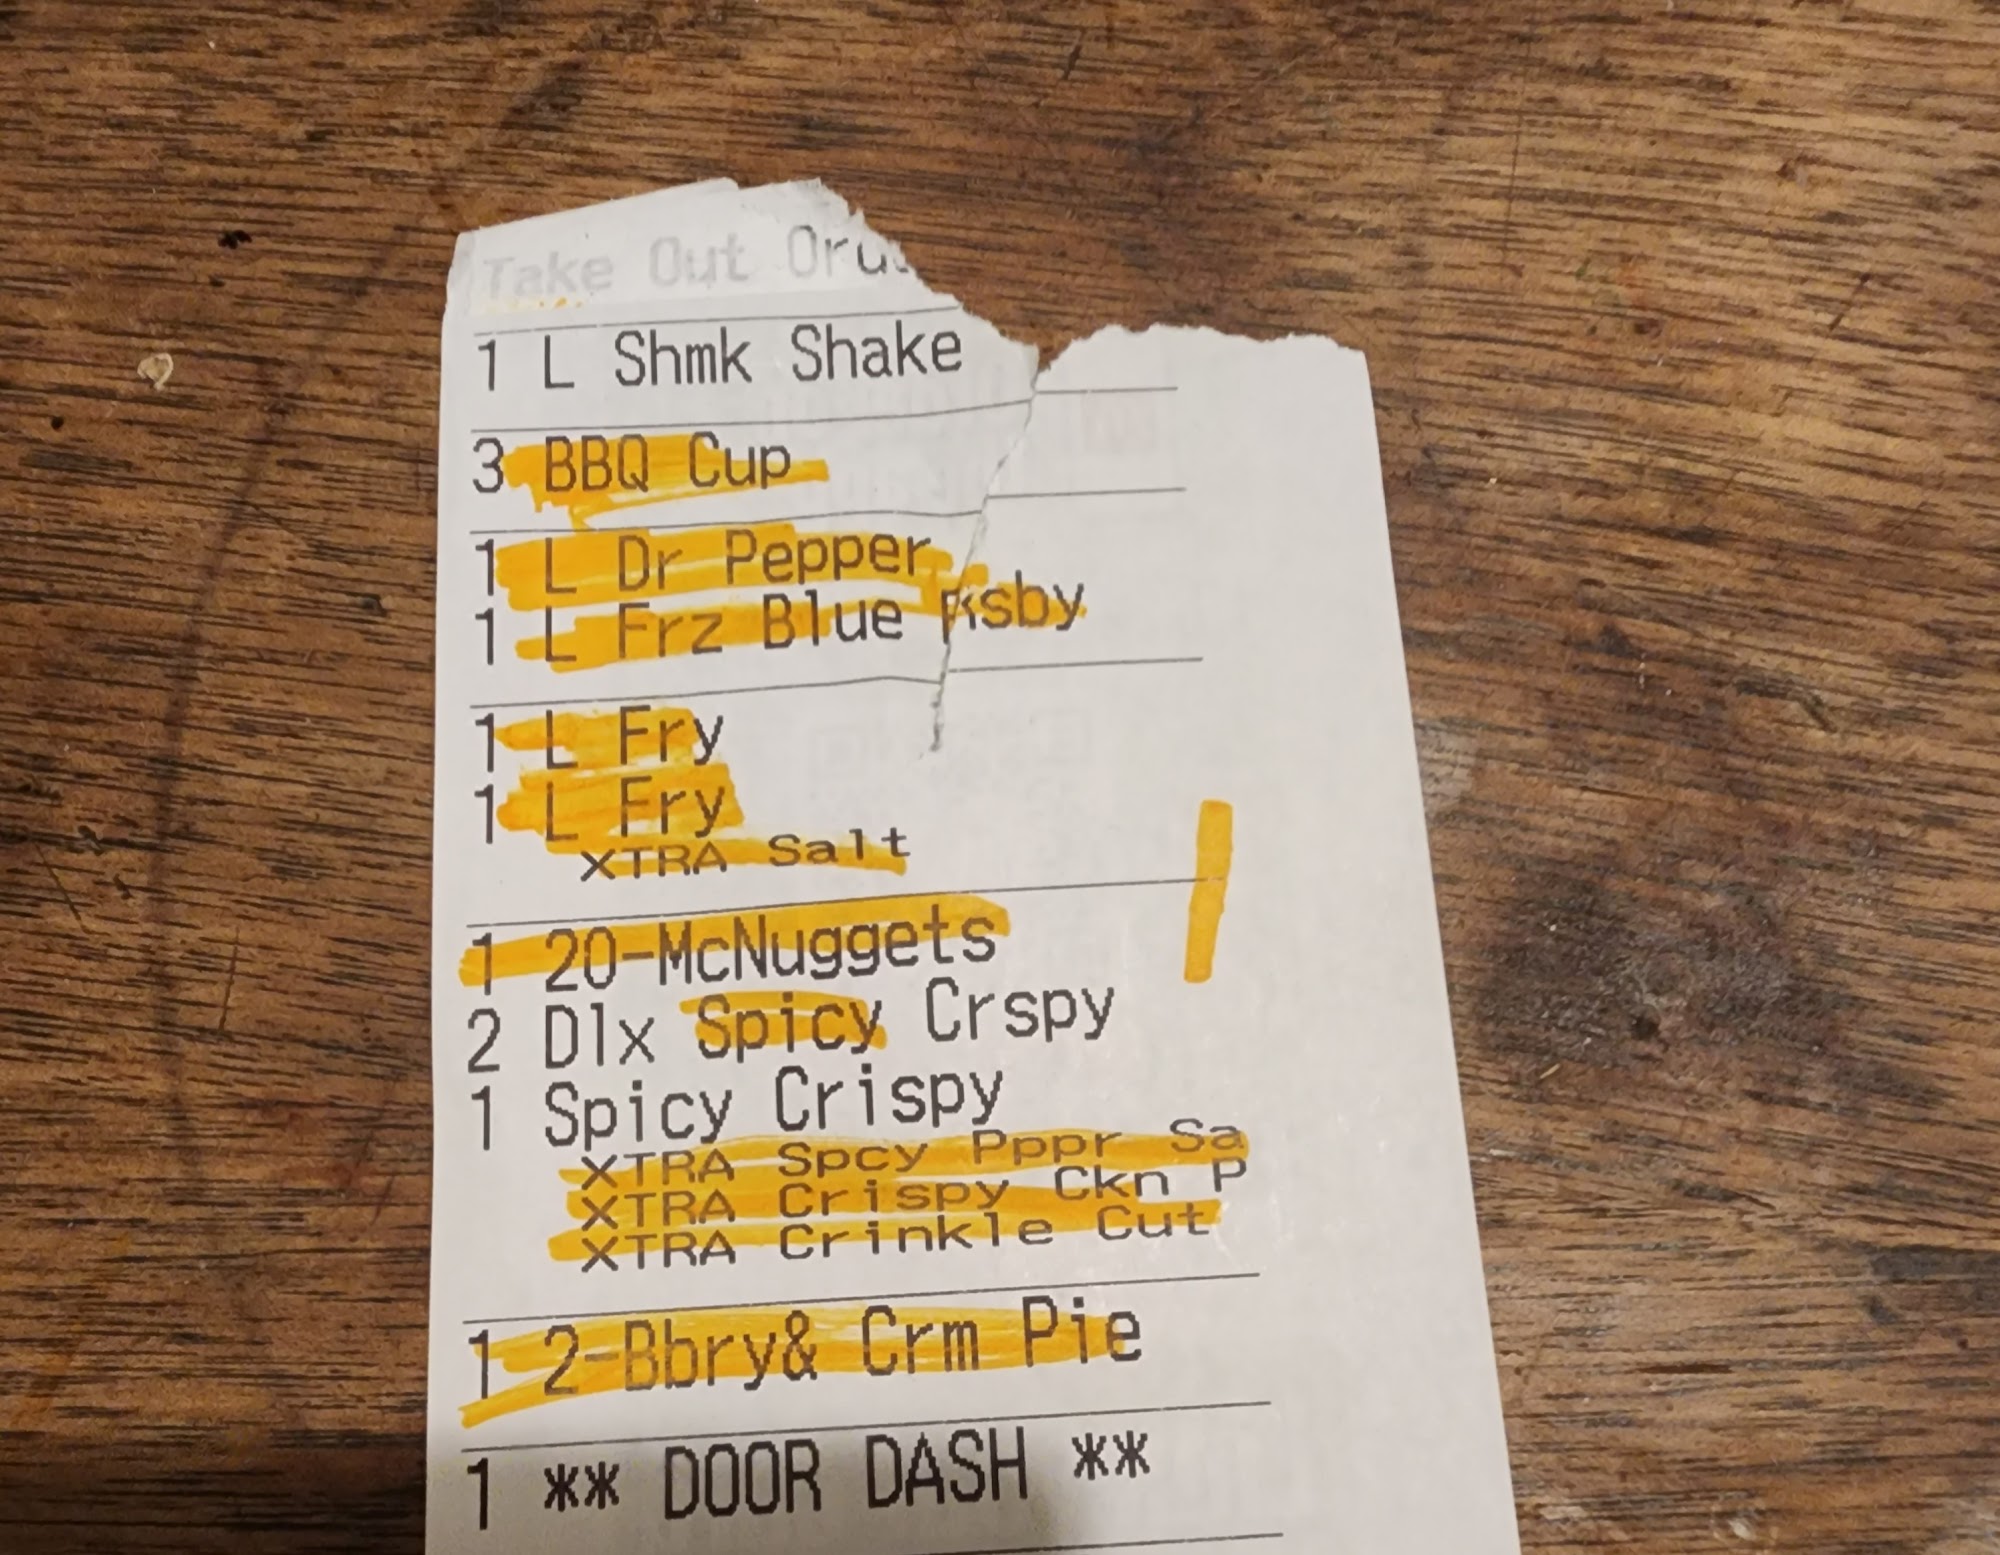 Take Out
1 L Shmk Shake
3 BBQ Cup
1 L Dr Pepper
1 L Frz Blue Rsby
1 L Fry
1 L Fry
XTRA Salt
1 20-McNuggets
2 Dlx Spicy Crspy
1 Spicy Crispy
XTRA Spcy Pppr Sa
XTRA Crispy Ckn P
XTRA Crinkle Cut
1 2-Bbry& Crm Pie
1 ** DOOR DASH **